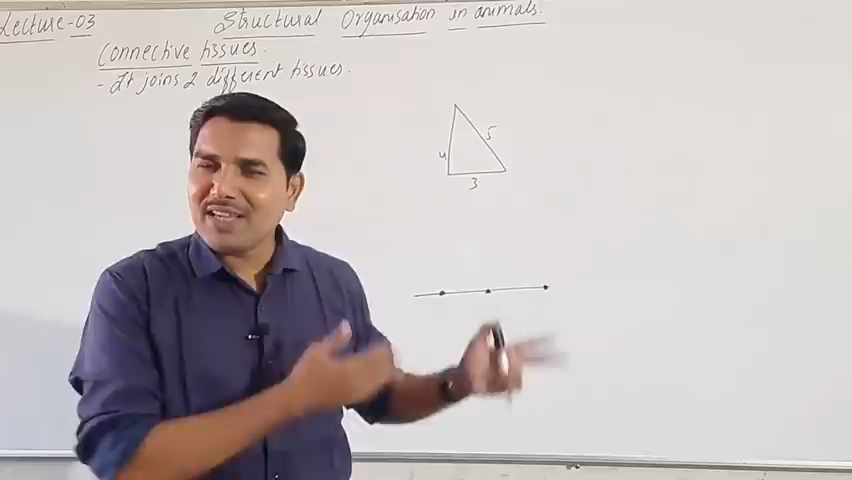 Lecture-03
Structural Organisation in animals.
Connective tissues.
- It joins 2 different tissues.
4
5
3